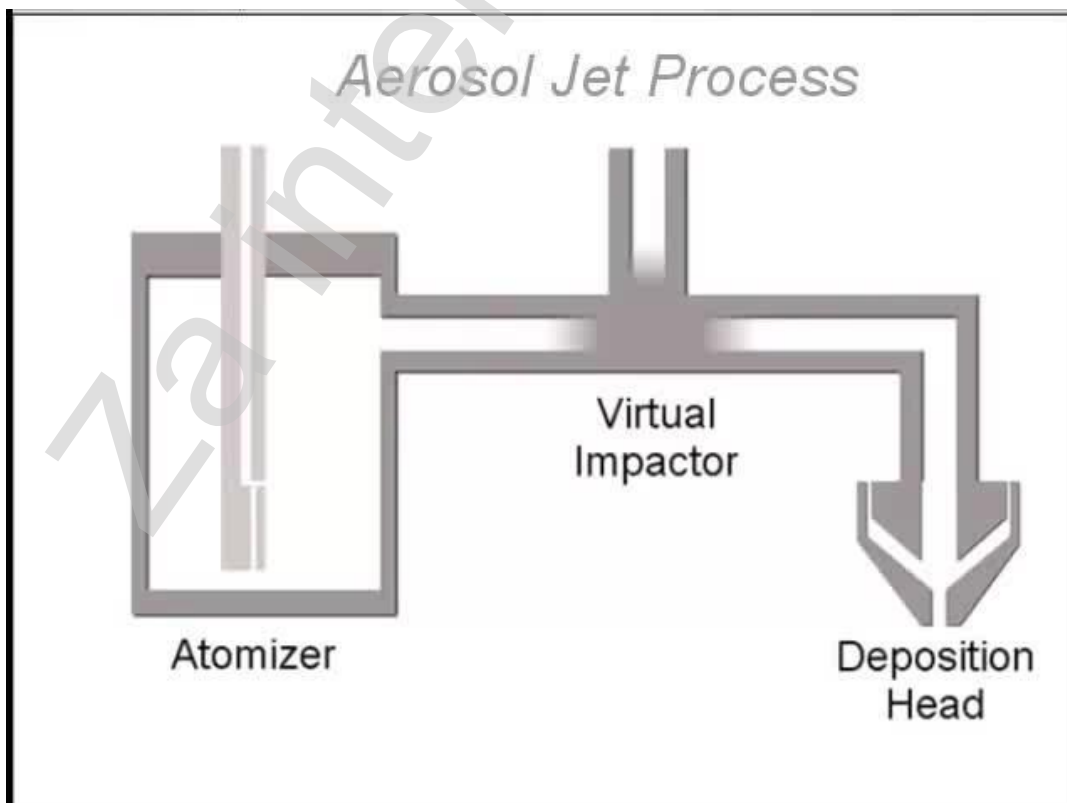 Aerosol Jet Process
Virtual
Impactor
Atomizer
Deposition
Head